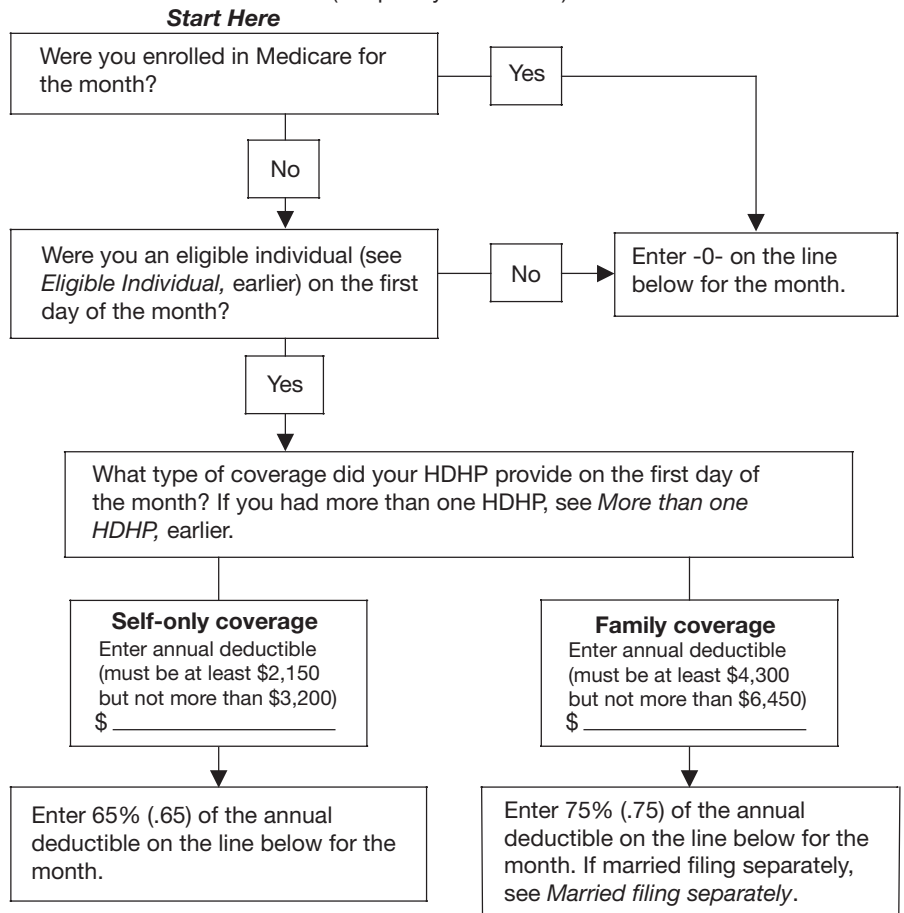 Start Here
Were you enrolled in Medicare for
the month?
Yes
No
Were you an eligible individual (see
Eligible Individual, earlier) on the first
day of the month?
No
Enter -0- on the line
below for the month.
Yes
What type of coverage did your HDHP provide on the first day of
the month? If you had more than one HDHP, see More than one
HDHP, earlier.
Self-only coverage
Enter annual deductible
(must be at least $2,150
but not more than $3,200)
$
Family coverage
Enter annual deductible
(must be at least $4,300
but not more than $6,450)
$
Enter 65% (.65) of the annual
deductible on the line below for the
month.
Enter 75% (.75) of the annual
deductible on the line below for the
month. If married filing separately,
see Married filing separately.